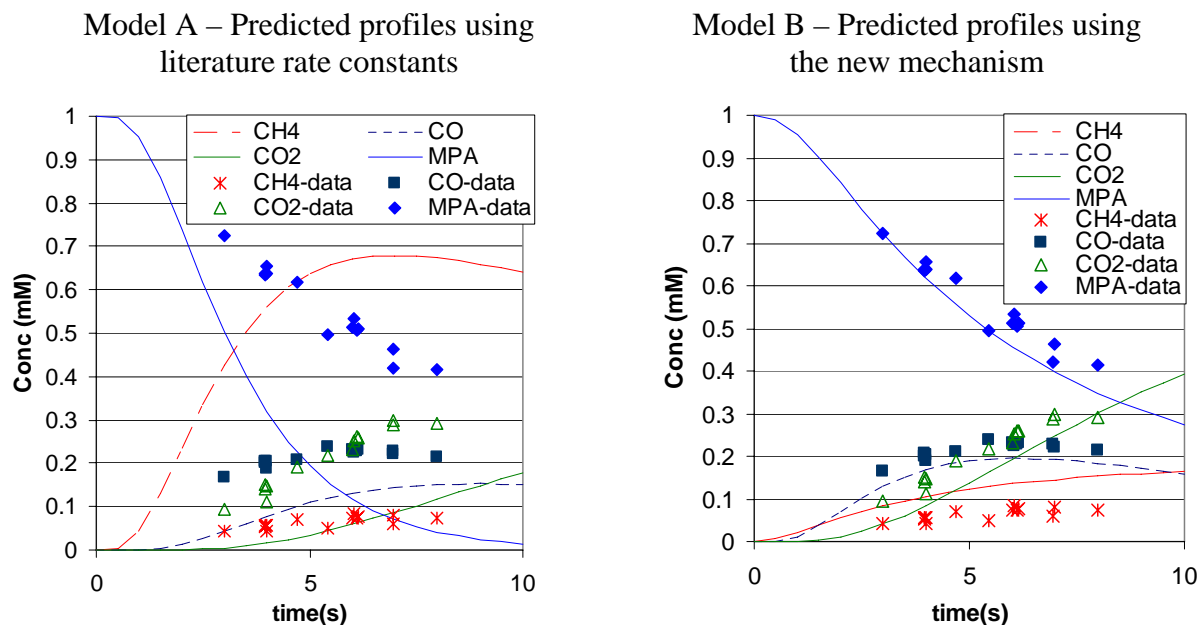 Model A – Predicted profiles using
literature rate constants
1
0.9
0.8
0.7
0.6
0.5
0.4
0.3
0.2
0.1
0
Conc (mM)
CH4
CO
CO2
MPA
CH4-data
CO-data
CO2-data
MPA-data
0
5
10
time(s)
Model B – Predicted profiles using
the new mechanism
1
0.9
0.8
0.7
0.6
0.5
0.4
0.3
0.2
0.1
0
Conc (mM)
CH4
CO
CO2
MPA
CH4-data
CO-data
CO2-data
MPA-data
0
5
10
time(s)